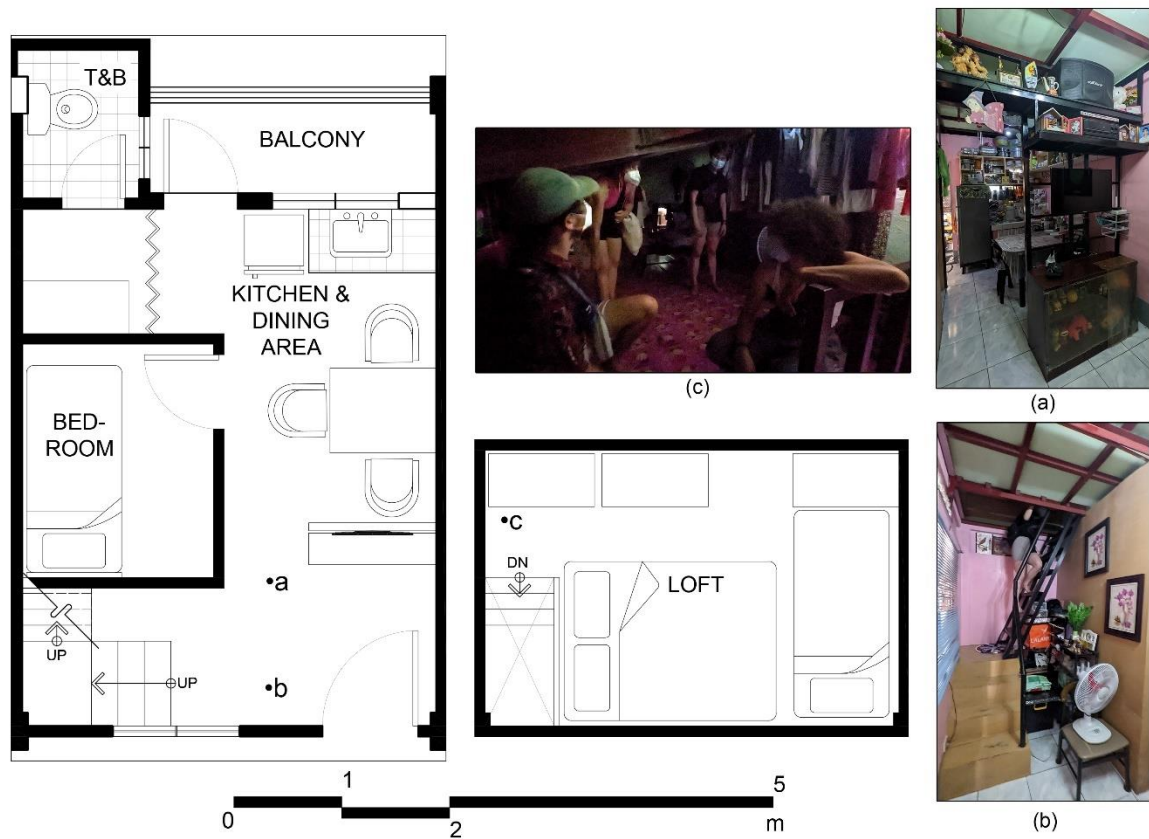 T&B
BALCONY
KITCHEN &
DINING
AREA
BED-
ROOM
•a
•b
UP
UP
•c
DN
LOFT
(c)
(a)
(b)
1
5
0
2
m